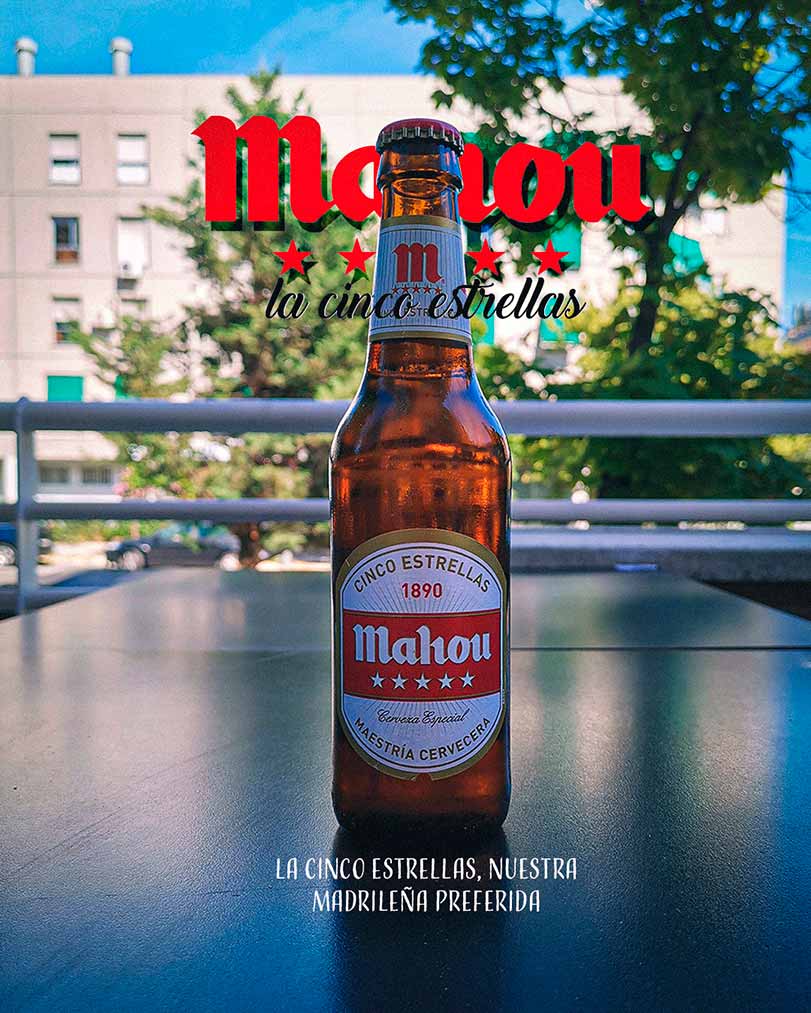 Mahou
la cinco estrellas
CINCO ESTRELLAS
1890
Mahou
Cerveza Especial
MAESTRÍA CERVECERA
LA CINCO ESTRELLAS, NUESTRA
MADRILEÑA PREFERIDA